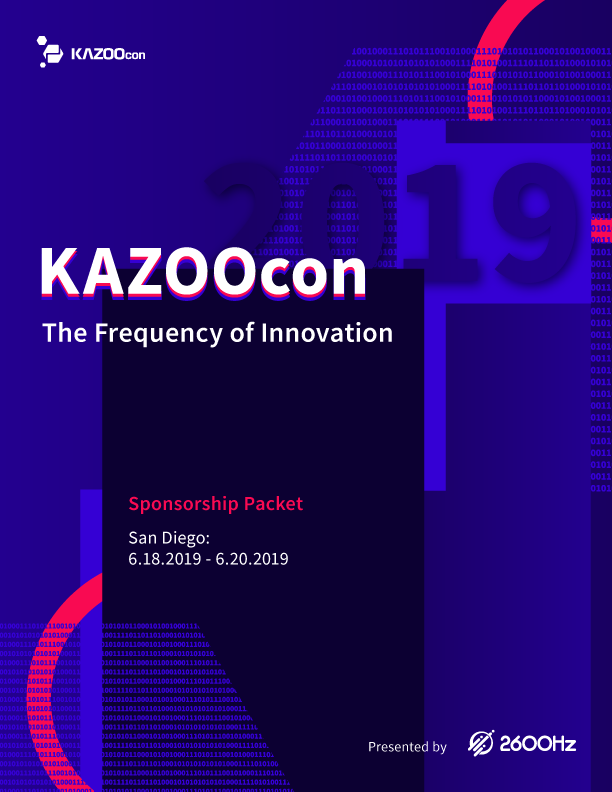 KAZOOcon
2019
KAZOOcon
The Frequency of Innovation
Sponsorship Packet
San Diego:
6.18.2019 - 6.20.2019
Presented by
2600Hz